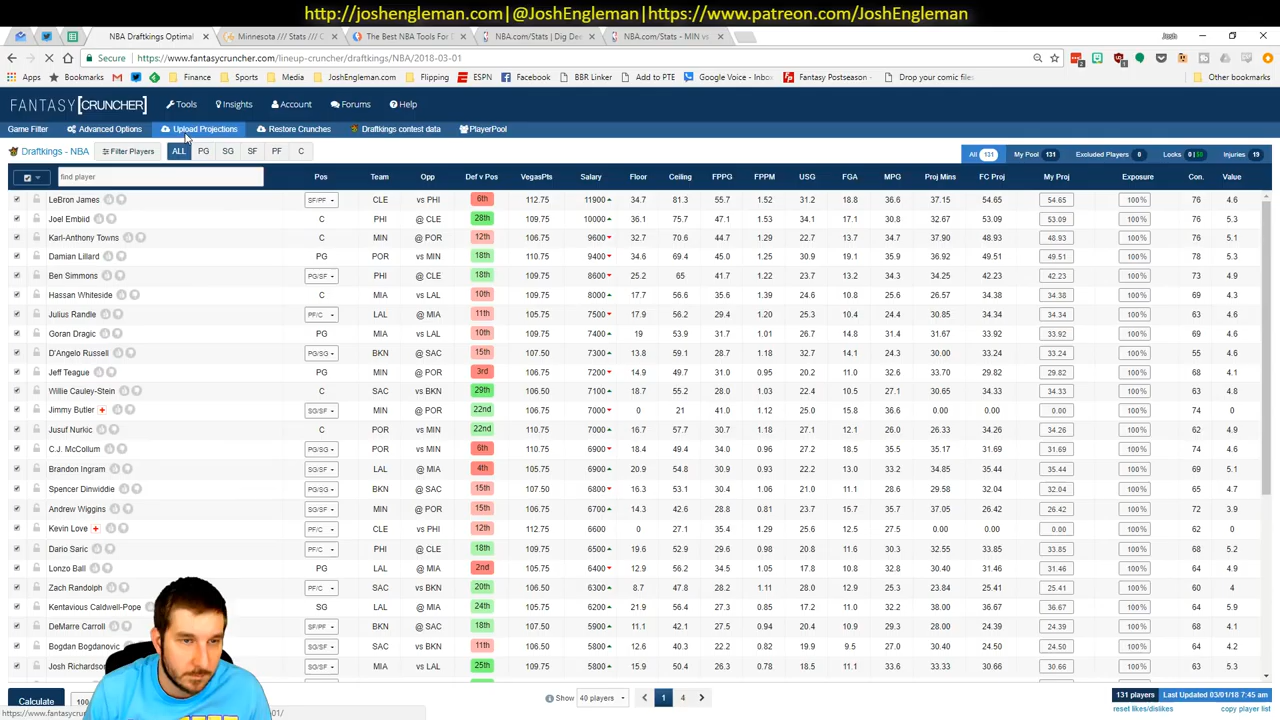 http://joshengleman.com|@JoshEngleman|https://www.patreon.com/JoshEngleman
NBA Draftkings Optimal × Minnesota /// Stats /// C × The Best NBA Tools For D × NBA.com/Stats | Dig Dee × NBA.com/Stats - MIN vs × Josh
Secure https://www.fantasycruncher.com/lineup-cruncher/draftkings/NBA/2018-03-01
Apps Bookmarks Finance Sports Media JoshEngleman.com Flipping ESPN Facebook BBR Linker Add to PTE Google Voice - Inbox Fantasy Postseason - Drop your comic files Other bookmarks
FANTASY[CRUNCHER] Tools Insights Account Forums Help
Game Filter Advanced Options Upload Projections Restore Crunches Draftkings contest data PlayerPool
Draftkings - NBA Filter Players ALL PG SG SF PF C All 131 My Pool 131 Excluded Players 0 Locks 0 Injuries 19
find player Pos Team Opp Def v Pos VegasPts Salary Floor Ceiling FPPG FPPM USG FGA MPG Proj Mins FC Proj My Proj Exposure Con. Value
LeBron James SF/PF CLE vs PHI 6th 112.75 11900 34.7 81.3 55.7 1.52 31.2 18.8 36.6 37.15 54.65 54.65 100% 76 4.6
Joel Embiid C PHI @ CLE 28th 109.75 10000 36.1 75.7 47.1 1.53 34.1 17.1 30.8 32.67 53.09 53.09 100% 76 5.3
Karl-Anthony Towns C MIN @ POR 12th 106.75 9600 32.7 70.6 44.7 1.29 22.7 13.7 34.7 37.90 48.93 48.93 100% 76 5.1
Damian Lillard PG POR vs MIN 18th 110.75 9400 34.6 69.4 45.0 1.25 30.9 19.1 35.9 36.92 49.51 49.51 100% 78 5.3
Ben Simmons PG/SF PHI @ CLE 18th 109.75 8600 25.2 65 41.7 1.22 23.7 13.2 34.3 34.25 42.23 42.23 100% 73 4.9
Hassan Whiteside C MIA vs LAL 10th 107.75 8000 17.7 56.6 35.6 1.39 24.6 10.8 25.6 26.57 34.38 34.38 100% 69 4.3
Julius Randle PF/C LAL @ MIA 11th 105.75 7500 17.9 56.2 29.4 1.20 25.3 10.4 24.4 30.85 34.34 34.34 100% 63 4.6
Goran Dragic PG MIA vs LAL 10th 107.75 7400 19 53.9 31.7 1.01 26.7 14.8 31.4 31.67 33.92 33.92 100% 69 4.6
D'Angelo Russell PG/SG BKN @ SAC 15th 107.50 7300 13.8 59.1 28.7 1.18 32.7 14.1 24.3 30.00 33.24 33.24 100% 55 4.6
Jeff Teague PG MIN @ POR 3rd 106.75 7200 14.9 49.7 31.0 0.95 20.2 10.6 32.6 33.70 29.82 29.82 100% 68 4.1
Willie Cauley-Stein C SAC vs BKN 29th 106.50 7100 18.7 55.2 28.0 1.03 22.4 10.5 27.1 30.65 34.33 34.33 100% 63 4.8
Jimmy Butler SG/SF MIN @ POR 22nd 106.75 7000 0 21 41.0 1.12 25.0 15.8 36.6 0.00 0.00 0.00 100% 74 0
Jusuf Nurkic C POR vs MIN 22nd 110.75 7000 16.7 57.7 30.7 1.18 27.1 12.1 26.0 26.33 34.26 34.26 100% 62 4.9
C.J. McCollum PG POR vs MIN 6th 110.75 6900 18.4 49.4 34.0 0.96 27.4 18.5 35.5 35.17 31.69 31.69 100% 74 4.6
Brandon Ingram SG/SF LAL @ MIA 4th 105.75 6900 20.9 54.8 30.9 0.93 22.2 13.0 33.2 34.85 35.44 35.44 100% 69 5.1
Spencer Dinwiddie PG/SG BKN @ SAC 15th 107.50 6800 16.3 53.1 30.4 1.06 21.0 11.1 28.6 29.58 32.04 32.04 100% 65 4.7
Andrew Wiggins SG/SF MIN @ POR 15th 106.75 6700 14.3 42.6 28.8 0.81 23.7 15.7 35.7 37.05 26.42 26.42 100% 72 3.9
Kevin Love PF/C CLE vs PHI 12th 112.75 6600 0 27.1 35.4 1.29 25.6 12.5 27.5 0.00 0.00 0.00 100% 62 0
Dario Saric PF/C PHI @ CLE 18th 109.75 6500 19.6 52.9 29.6 0.98 20.8 11.6 30.3 32.55 33.85 33.85 100% 68 5.2
Lonzo Ball PG LAL @ MIA 2nd 105.75 6400 12.9 56.2 34.5 1.05 17.8 10.8 32.8 30.40 31.46 31.46 100% 68 4.9
Zach Randolph PF/C SAC vs BKN 20th 106.50 6300 8.7 47.8 28.2 1.11 28.0 12.9 25.3 23.84 25.41 25.41 100% 60 4
Kentavious Caldwell-Pope SG LAL @ MIA 24th 105.75 6200 21.9 56.4 27.3 0.85 17.2 11.0 32.2 38.00 36.67 36.67 100% 64 5.9
DeMarre Carroll SF/PF BKN @ SAC 18th 107.50 5900 11.1 42.1 27.5 0.94 20.4 10.9 29.3 28.00 24.39 24.39 100% 68 4.1
Bogdan Bogdanovic SG/SF SAC vs BKN 11th 106.50 5800 12.6 40.3 22.2 0.82 19.9 9.5 27.0 29.63 24.42 24.42 100% 64 4.2
Josh Richardson SG/SF MIA vs LAL 25th 107.75 5800 15.9 50.4 26.3 0.78 18.5 11.1 33.6 33.33 30.66 30.66 100% 63 5.3
Calculate 100 Show 40 players 1 4 131 players Last Updated 03/01/18 7:45 am
reset likes/dislikes copy player list